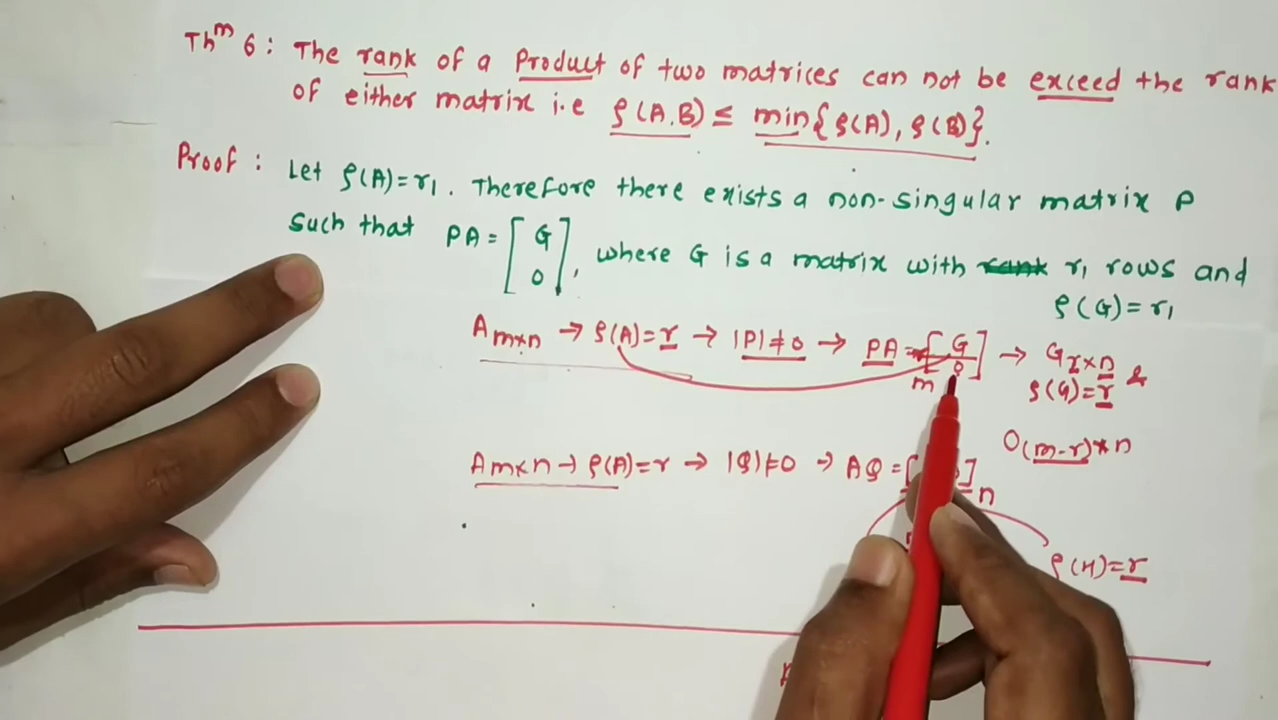 Thm 6: The rank of a Product of two matrices can not be exceed the rank
of either matrix i.e ρ(A.B) ≤ min{ρ(A), ρ(B)}.
Proof: Let ρ(A)=r₁. Therefore there exists a non-singular matrix P
Such that PA = [G 0], where G is a matrix with r₁ rows and
ρ(G)=r₁
Am×n → ρ(A)=r → |P|≠0 → PA=[G 0] m → Gr×n &
ρ(G)=r
O(m-r)×n
Am×n → ρ(A)=r → |Q|≠0 → AQ=[ ] n
ρ(H)=r